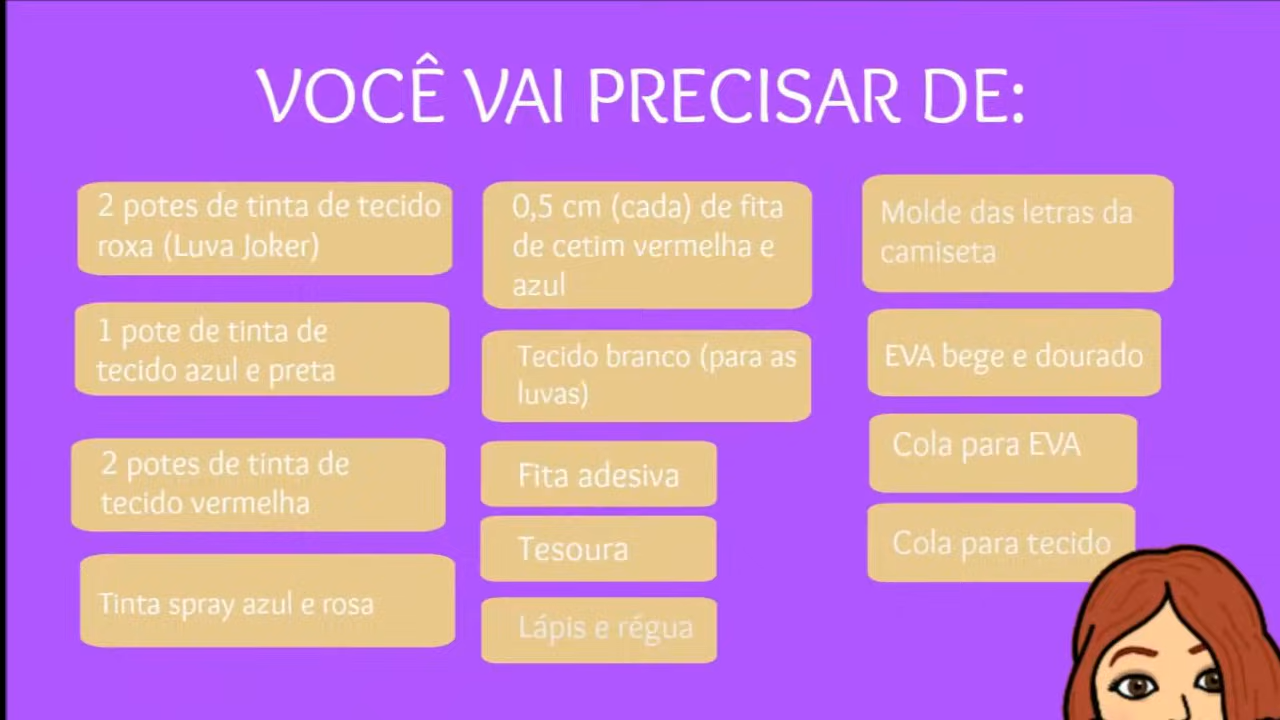 VOCÊ VAI PRECISAR DE:
2 potes de tinta de tecido
roxa (Luva Joker)
1 pote de tinta de
tecido azul e preta
2 potes de tinta de
tecido vermelha
Tinta spray azul e rosa
0,5 cm (cada) de fita
de cetim vermelha e
azul
Tecido branco (para as
luvas)
Fita adesiva
Tesoura
Lápis e régua
Molde das letras da
camiseta
EVA bege e dourado
Cola para EVA
Cola para tecido